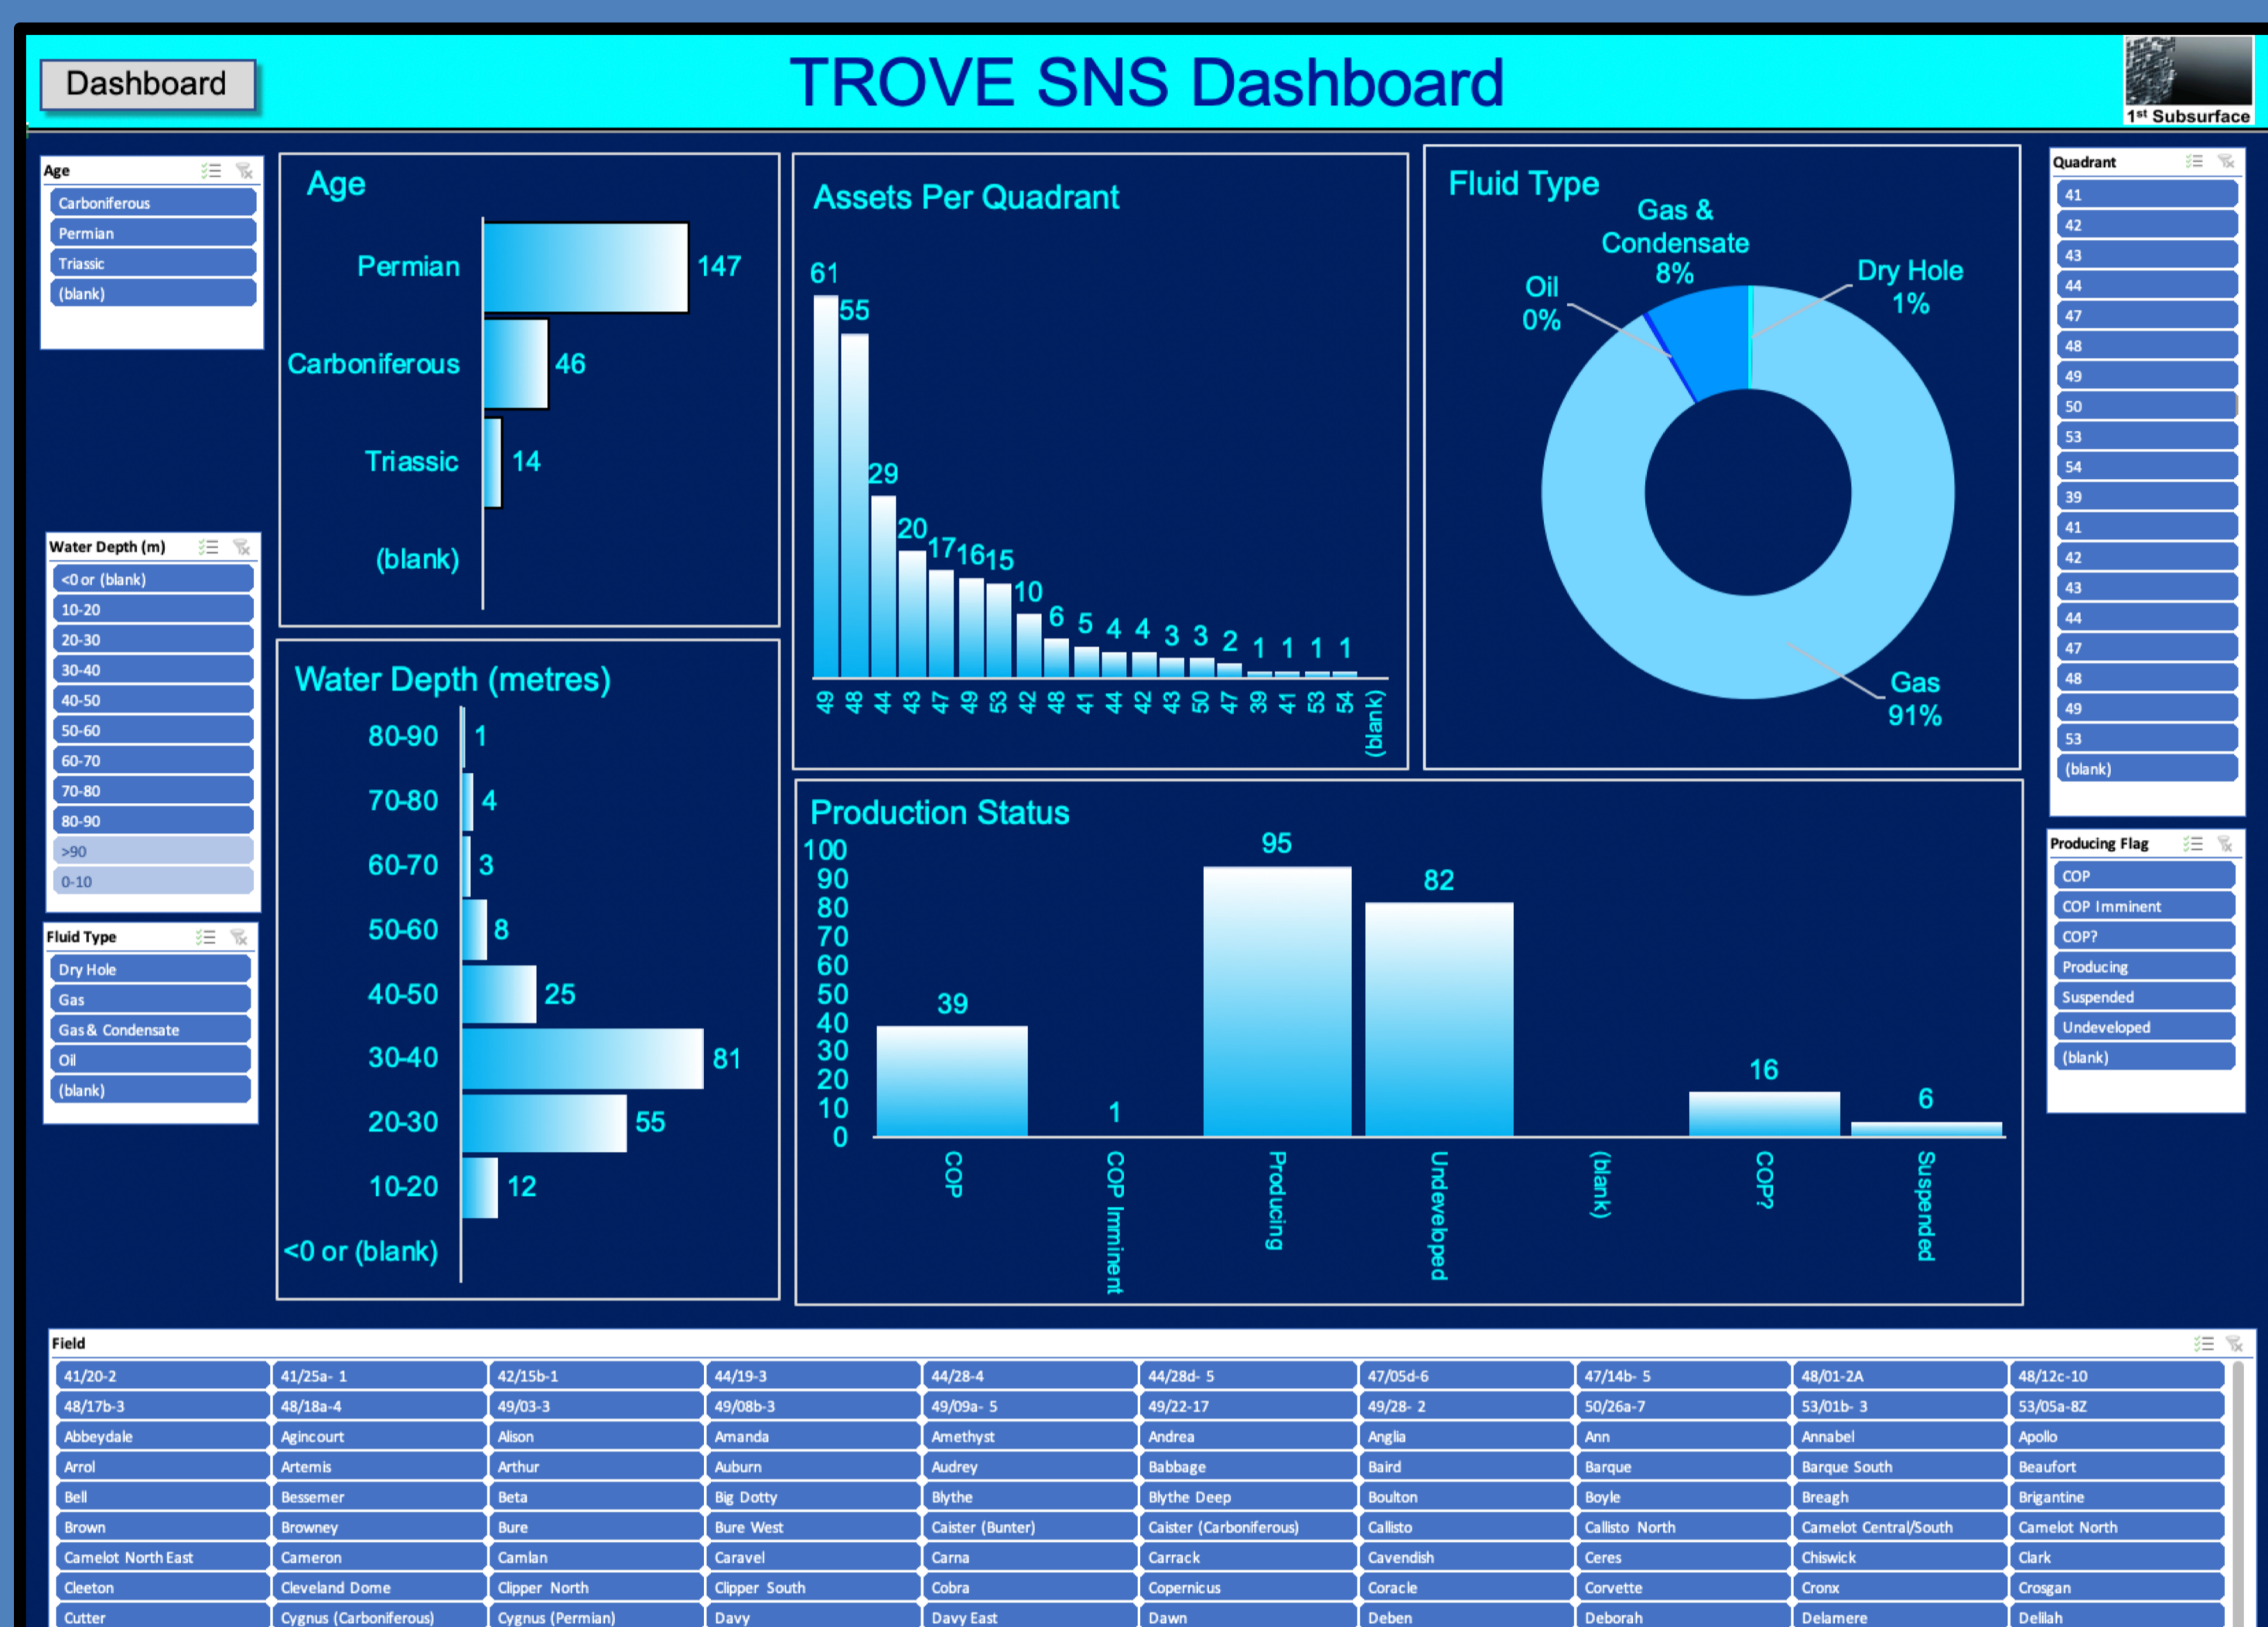 Dashboard
TROVE SNS Dashboard
1st Subsurface
Age
Carboniferous
Permian
Triassic
(blank)
Water Depth (m)
<0 or (blank)
10-20
20-30
30-40
40-50
50-60
60-70
70-80
80-90
>90
0-10
Fluid Type
Dry Hole
Gas
Gas & Condensate
Oil
(blank)
Age
Permian 147
Carboniferous 46
Triassic 14
(blank)
Water Depth (metres)
80-90 1
70-80 4
60-70 3
50-60 8
40-50 25
30-40 81
20-30 55
10-20 12
<0 or (blank)
Assets Per Quadrant
61 55 29 20 17 16 15 10 6 5 4 4 3 3 2 1 1 1 1
49 48 44 43 47 49 53 42 48 41 44 42 43 50 47 39 41 53 54 (blank)
Fluid Type
Gas &
Condensate
8%
Oil
0%
Dry Hole
1%
Gas
91%
Production Status
100
90
80
70
60
50
40
30
20
10
0
39 1 95 82 16 6
COP COP Imminent Producing Undeveloped (blank) COP? Suspended
Quadrant
41
42
43
44
47
48
49
50
53
54
39
41
42
43
44
47
48
49
53
(blank)
Producing Flag
COP
COP Imminent
COP?
Producing
Suspended
Undeveloped
(blank)
Field
41/20-2 41/25a- 1 42/15b-1 44/19-3 44/28-4 44/28d- 5 47/05d-6 47/14b- 5 48/01-2A 48/12c-10
48/17b-3 48/18a-4 49/03-3 49/08b-3 49/09a- 5 49/22-17 49/28- 2 50/26a-7 53/01b- 3 53/05a-8Z
Abbeydale Agincourt Alison Amanda Amethyst Andrea Anglia Ann Annabel Apollo
Arrol Artemis Arthur Auburn Audrey Babbage Baird Barque Barque South Beaufort
Bell Bessemer Beta Big Dotty Blythe Blythe Deep Boulton Boyle Breagh Brigantine
Brown Browney Bure Bure West Caister (Bunter) Caister (Carboniferous) Callisto Callisto North Camelot Central/South Camelot North
Camelot North East Cameron Camlan Caravel Carna Carrack Cavendish Ceres Chiswick Clark
Cleeton Cleveland Dome Clipper North Clipper South Cobra Copernicus Coracle Corvette Cronx Crosgan
Cutter Cygnus (Carboniferous) Cygnus (Permian) Davy Davy East Dawn Deben Deborah Delamere Delilah